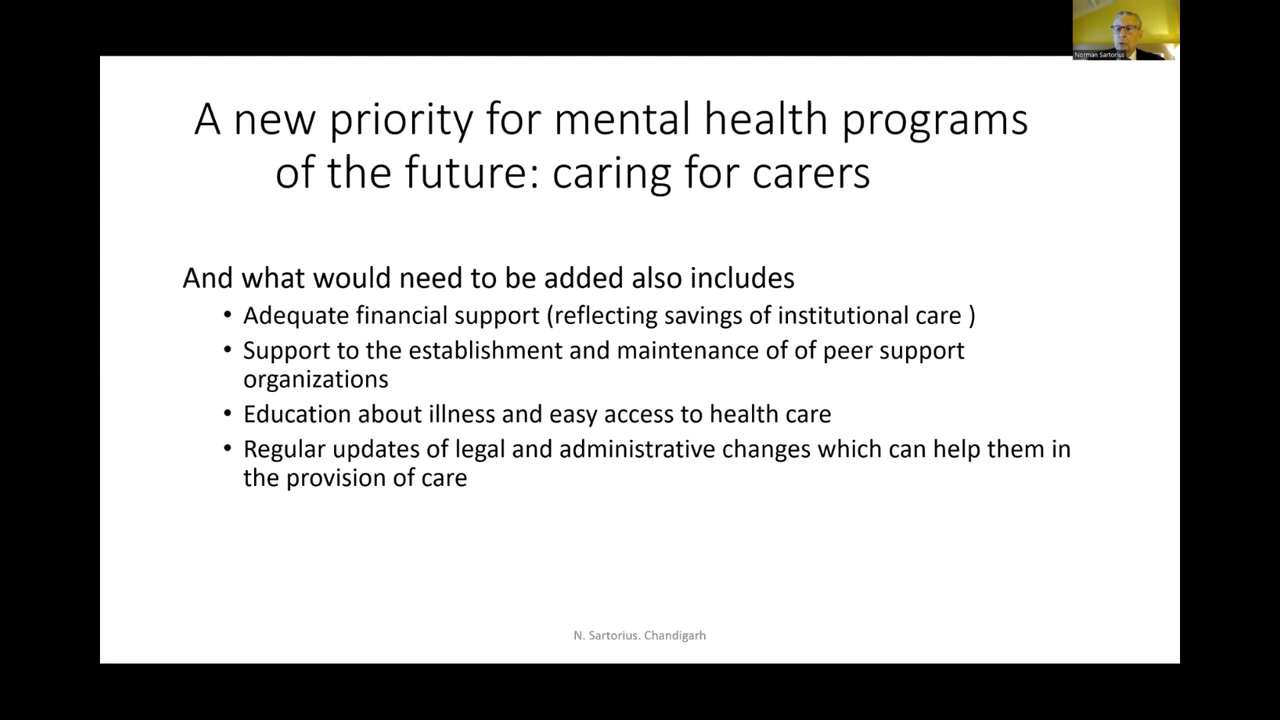 Norman Sartorius
A new priority for mental health programs
of the future: caring for carers
And what would need to be added also includes
• Adequate financial support (reflecting savings of institutional care )
• Support to the establishment and maintenance of of peer support
organizations
• Education about illness and easy access to health care
• Regular updates of legal and administrative changes which can help them in
the provision of care
N. Sartorius. Chandigarh